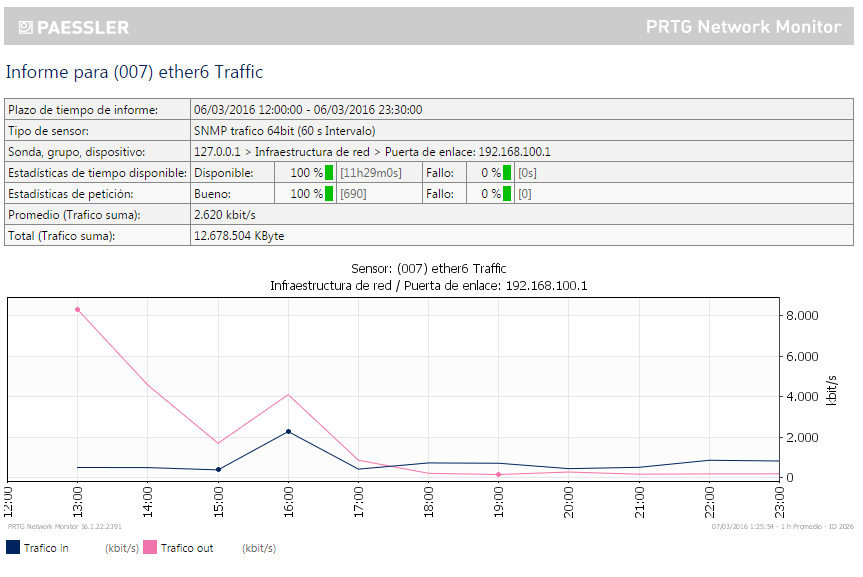 PAESSLER PRTG Network Monitor
Informe para (007) ether6 Traffic
Plazo de tiempo de informe: 06/03/2016 12:00:00 - 06/03/2016 23:30:00
Tipo de sensor: SNMP trafico 64bit (60 s Intervalo)
Sonda, grupo, dispositivo: 127.0.0.1 > Infraestructura de red > Puerta de enlace: 192.168.100.1
Estadísticas de tiempo disponible: Disponible: 100 % [11h29m0s] Fallo: 0 % [0s]
Estadísticas de petición: Bueno: 100 % [690] Fallo: 0 % [0]
Promedio (Trafico suma): 2.620 kbit/s
Total (Trafico suma): 12.678.504 KByte
Sensor: (007) ether6 Traffic
Infraestructura de red / Puerta de enlace: 192.168.100.1
8.000
6.000
4.000
2.000
0
kbit/s
12:00 13:00 14:00 15:00 16:00 17:00 18:00 19:00 20:00 21:00 22:00 23:00
PRTG Network Monitor 16.1.22.2391 07/03/2016 1:25:54 - 1 h Promedio - ID 2026
Trafico in (kbit/s) Trafico out (kbit/s)